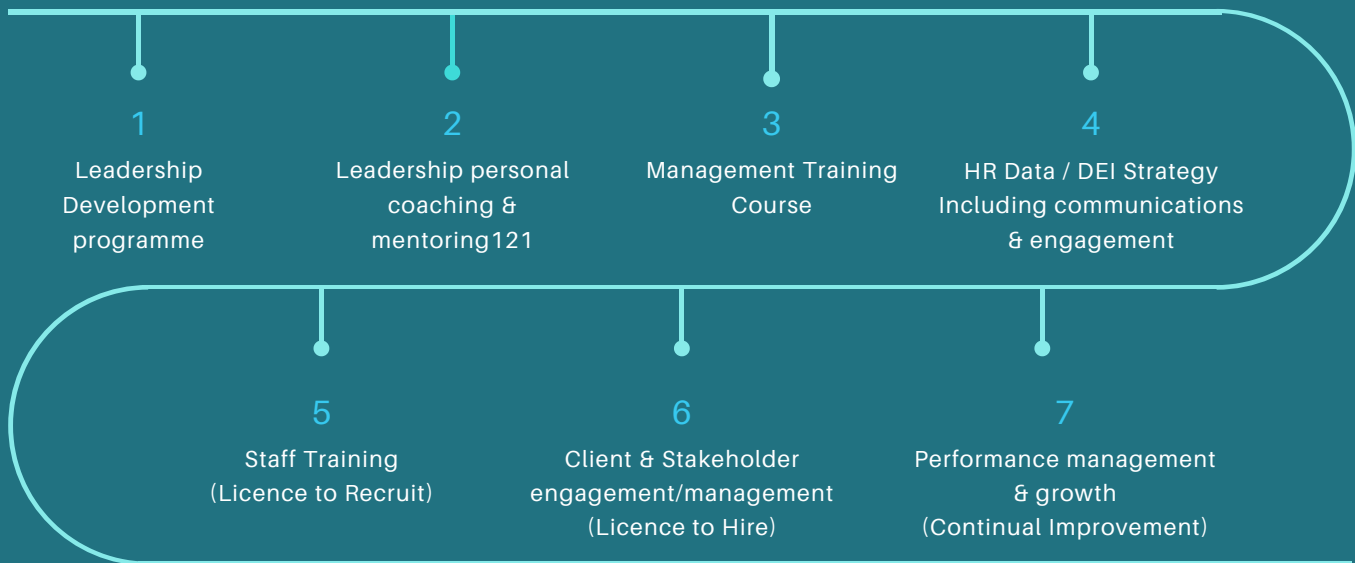 1
Leadership
Development
programme
2
Leadership personal
coaching &
mentoring121
3
Management Training
Course
4
HR Data / DEI Strategy
Including communications
& engagement
5
Staff Training
(Licence to Recruit)
6
Client & Stakeholder
engagement/management
(Licence to Hire)
7
Performance management
& growth
(Continual Improvement)